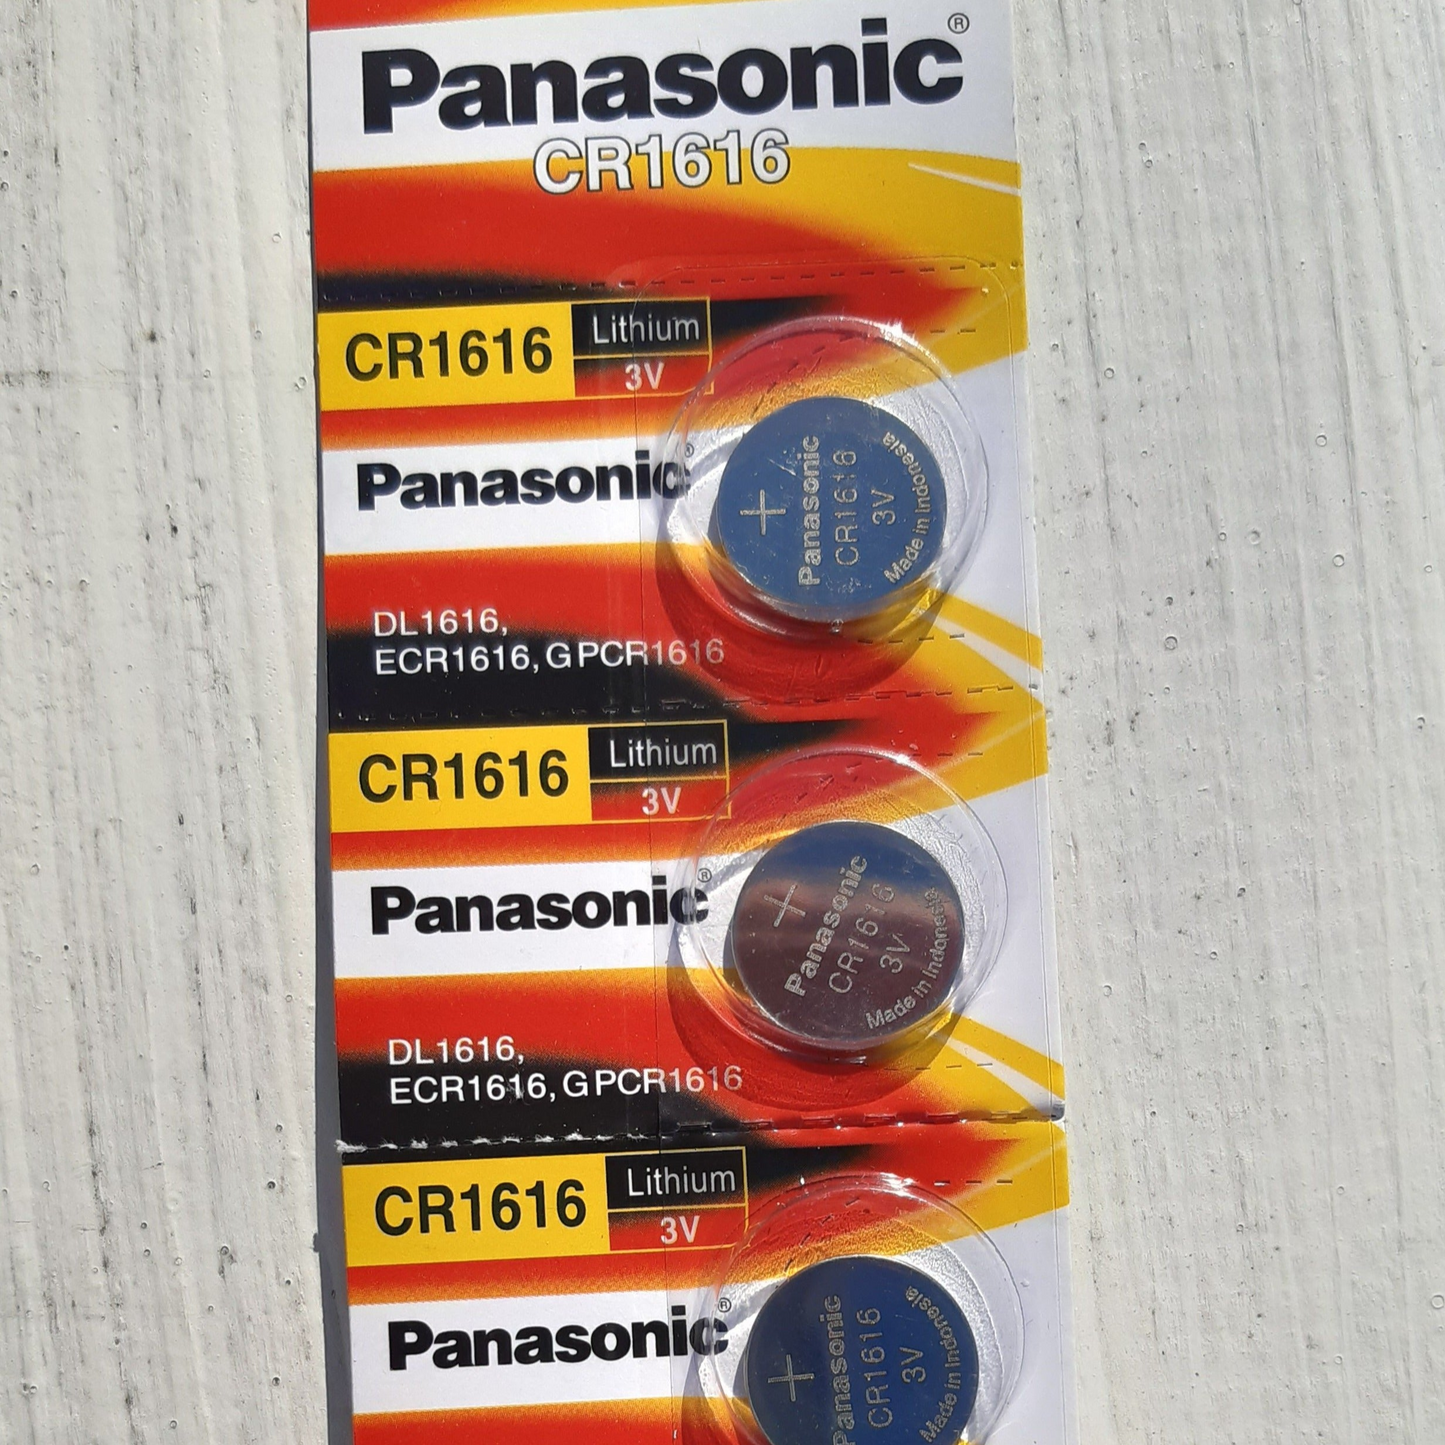 Panasonic®
CR1616
CR1616
Lithium
3V
Panasonic®
DL1616,
ECR1616, GPCR1616
+
Panasonic
CR1616
3V
Made in Indonesia
CR1616
Lithium
3V
Panasonic®
DL1616,
ECR1616, GPCR1616
+
Panasonic
CR1616
3V
Made in Indonesia
CR1616
Lithium
3V
Panasonic®
+
Panasonic
CR1616
3V
Made in Indonesia